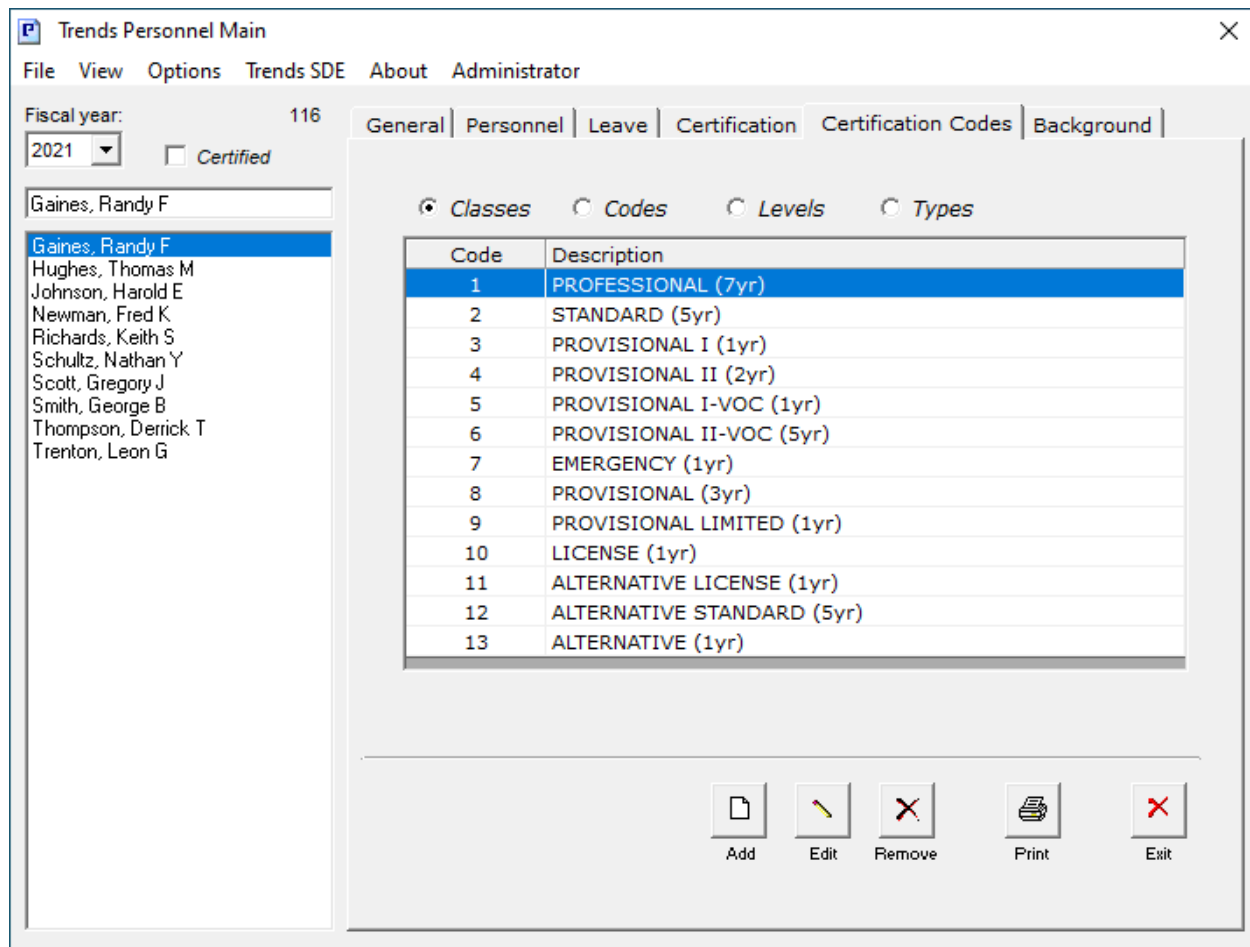 Trends Personnel Main
File View Options Trends SDE About Administrator
Fiscal year: 116
2021 Certified
Gaines, Randy F
Gaines, Randy F
Hughes, Thomas M
Johnson, Harold E
Newman, Fred K
Richards, Keith S
Schultz, Nathan Y
Scott, Gregory J
Smith, George B
Thompson, Derrick T
Trenton, Leon G
General Personnel Leave Certification Certification Codes Background
Classes Codes Levels Types
Code Description
1 PROFESSIONAL (7yr)
2 STANDARD (5yr)
3 PROVISIONAL I (1yr)
4 PROVISIONAL II (2yr)
5 PROVISIONAL I-VOC (1yr)
6 PROVISIONAL II-VOC (5yr)
7 EMERGENCY (1yr)
8 PROVISIONAL (3yr)
9 PROVISIONAL LIMITED (1yr)
10 LICENSE (1yr)
11 ALTERNATIVE LICENSE (1yr)
12 ALTERNATIVE STANDARD (5yr)
13 ALTERNATIVE (1yr)
Add Edit Remove Print Exit